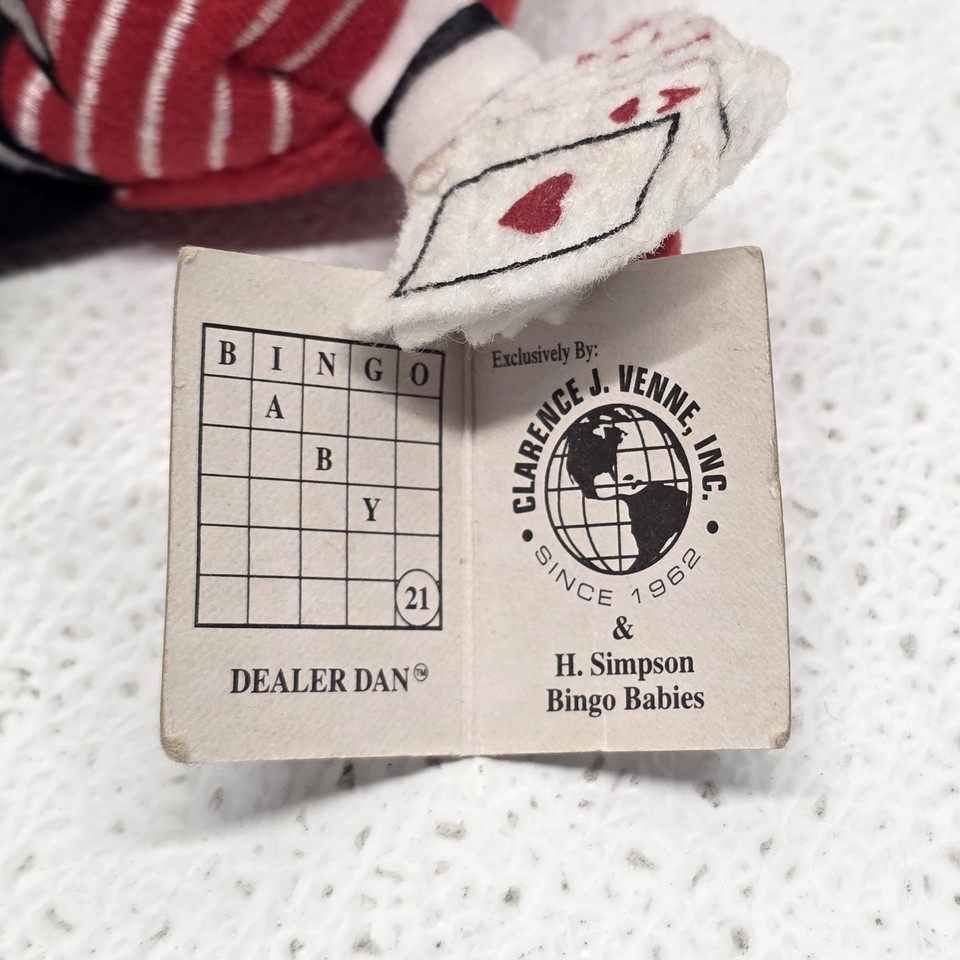 B I N G O
A
B
Y
21
DEALER DAN™
Exclusively By:
CLARENCE J. VENNE, INC.
• SINCE 1962 •
&
H. Simpson
Bingo Babies